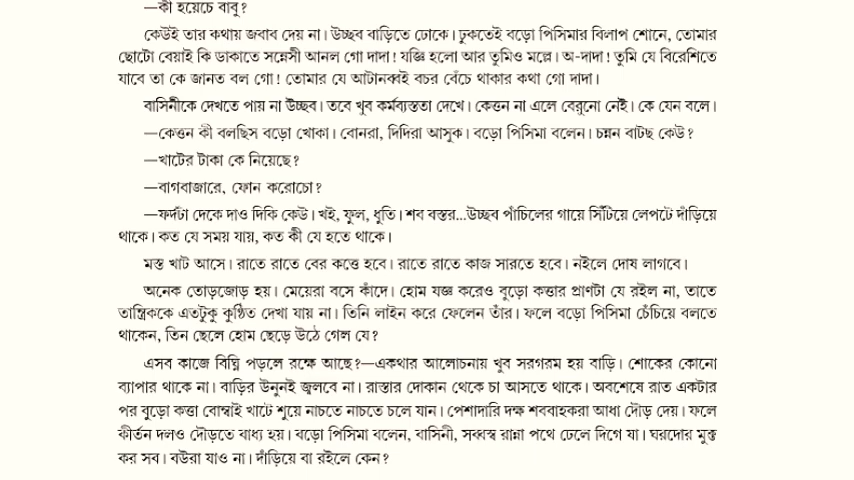 —কী হয়েচে বাবু?
কেউই তার কথায় জবাব দেয় না। উচ্ছব বাড়িতে ঢোকে। ঢুকতেই বড়ো পিসিমার বিলাপ শোনে, তোমার
ছোটো বেয়াই কি ডাকাতে সন্নেসী আনল গো দাদা! যজ্ঞি হলো আর তুমিও মল্লে। অ-দাদা! তুমি যে বিরেশিতে
যাবে তা কে জানত বল গো! তোমার যে আটানব্বই বচর বেঁচে থাকার কথা গো দাদা।
বাসিনীকে দেখতে পায় না উচ্ছব। তবে খুব কর্মব্যস্ততা দেখে। কেত্তন না এলে বেরুনো নেই। কে যেন বলে।
—কেত্তন কী বলছিস বড়ো খোকা। বোনরা, দিদিরা আসুক। বড়ো পিসিমা বলেন। চন্নন বাটছ কেউ?
—খাটের টাকা কে নিয়েছে?
—বাগবাজারে, ফোন করোচো?
—ফর্দটা দেকে দাও দিকি কেউ। খই, ফুল, ধুতি। শব বস্তর...উচ্ছব পাঁচিলের গায়ে সিঁটিয়ে লেপটে দাঁড়িয়ে
থাকে। কত যে সময় যায়, কত কী যে হতে থাকে।
মস্ত খাট আসে। রাতে রাতে বের কত্তে হবে। রাতে রাতে কাজ সারতে হবে। নইলে দোষ লাগবে।
অনেক তোড়জোড় হয়। মেয়েরা বসে কাঁদে। হোম যজ্ঞ করেও বুড়ো কত্তার প্রাণটা যে রইল না, তাতে
তান্ত্রিককে এতটুকু কুণ্ঠিত দেখা যায় না। তিনি লাইন করে ফেলেন তাঁর। ফলে বড়ো পিসিমা চেঁচিয়ে বলতে
থাকেন, তিন ছেলে হোম ছেড়ে উঠে গেল যে?
এসব কাজে বিঘ্নি পড়লে রক্ষে আছে?—একথার আলোচনায় খুব সরগরম হয় বাড়ি। শোকের কোনো
ব্যাপার থাকে না। বাড়ির উনুনই জ্বলবে না। রাস্তার দোকান থেকে চা আসতে থাকে। অবশেষে রাত একটার
পর বুড়ো কত্তা বোম্বাই খাটে শুয়ে নাচতে নাচতে চলে যান। পেশাদারি দক্ষ শববাহকরা আধা দৌড় দেয়। ফলে
কীর্তন দলও দৌড়তে বাধ্য হয়। বড়ো পিসিমা বলেন, বাসিনী, সব্বস্ব রান্না পথে ঢেলে দিগে যা। ঘরদোর মুক্ত
কর সব। বউরা যাও না। দাঁড়িয়ে বা রইলে কেন?